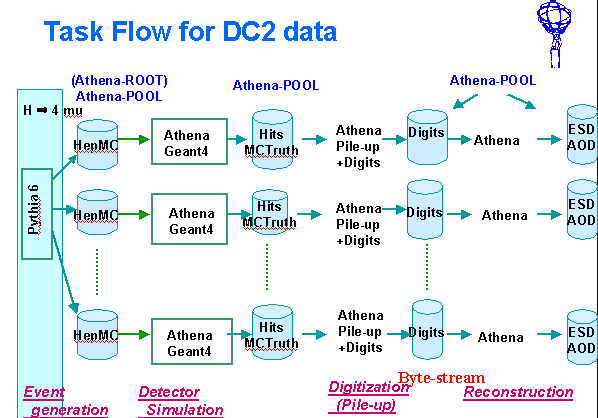 Task Flow for DC2 data
(Athena-ROOT)
Athena-POOL
Athena-POOL
Athena-POOL
H → 4 mu
Pythia 6
HepMC
Athena
Geant4
Hits
MCTruth
Athena
Pile-up
+Digits
Digits
Athena
ESD
AOD
HepMC
Athena
Geant4
Hits
MCTruth
Athena
Pile-up
+Digits
Digits
Athena
ESD
AOD
HepMC
Athena
Geant4
Hits
MCTruth
Athena
Pile-up
+Digits
Digits
Athena
ESD
AOD
Byte-stream
Event
generation
Detector
Simulation
Digitization
(Pile-up)
Reconstruction